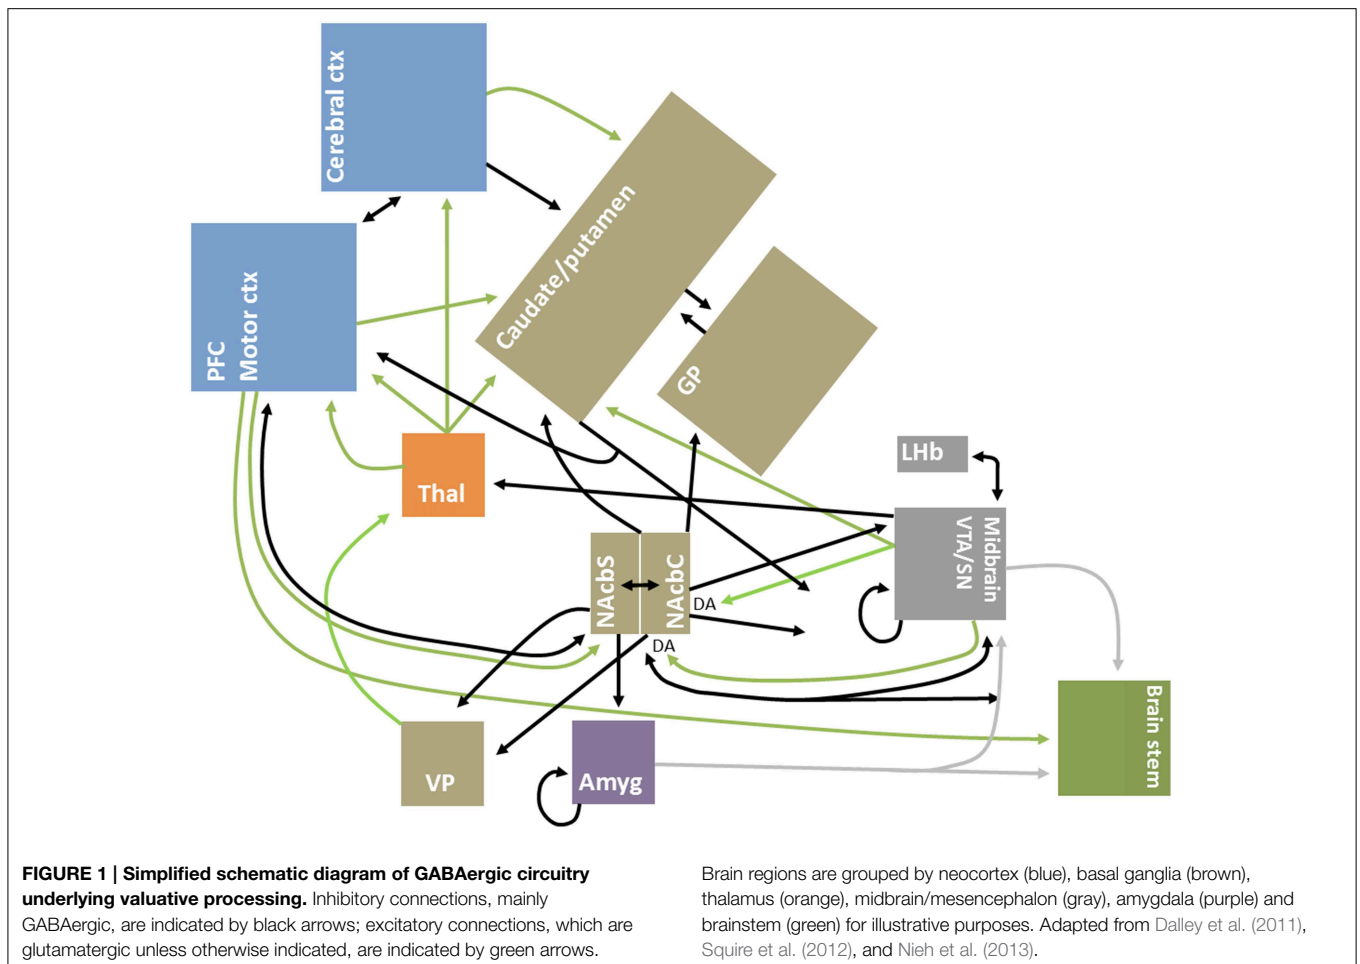 Cerebral ctx
PFC
Motor ctx
Caudate/putamen
GP
Thal
LHb
Midbrain
VTA/SN
NAcbS
NAcbC
DA
DA
VP
Amyg
Brain stem
FIGURE 1 | Simplified schematic diagram of GABAergic circuitry
underlying valuative processing. Inhibitory connections, mainly
GABAergic, are indicated by black arrows; excitatory connections, which are
glutamatergic unless otherwise indicated, are indicated by green arrows.
Brain regions are grouped by neocortex (blue), basal ganglia (brown),
thalamus (orange), midbrain/mesencephalon (gray), amygdala (purple) and
brainstem (green) for illustrative purposes. Adapted from Dalley et al. (2011),
Squire et al. (2012), and Nieh et al. (2013).